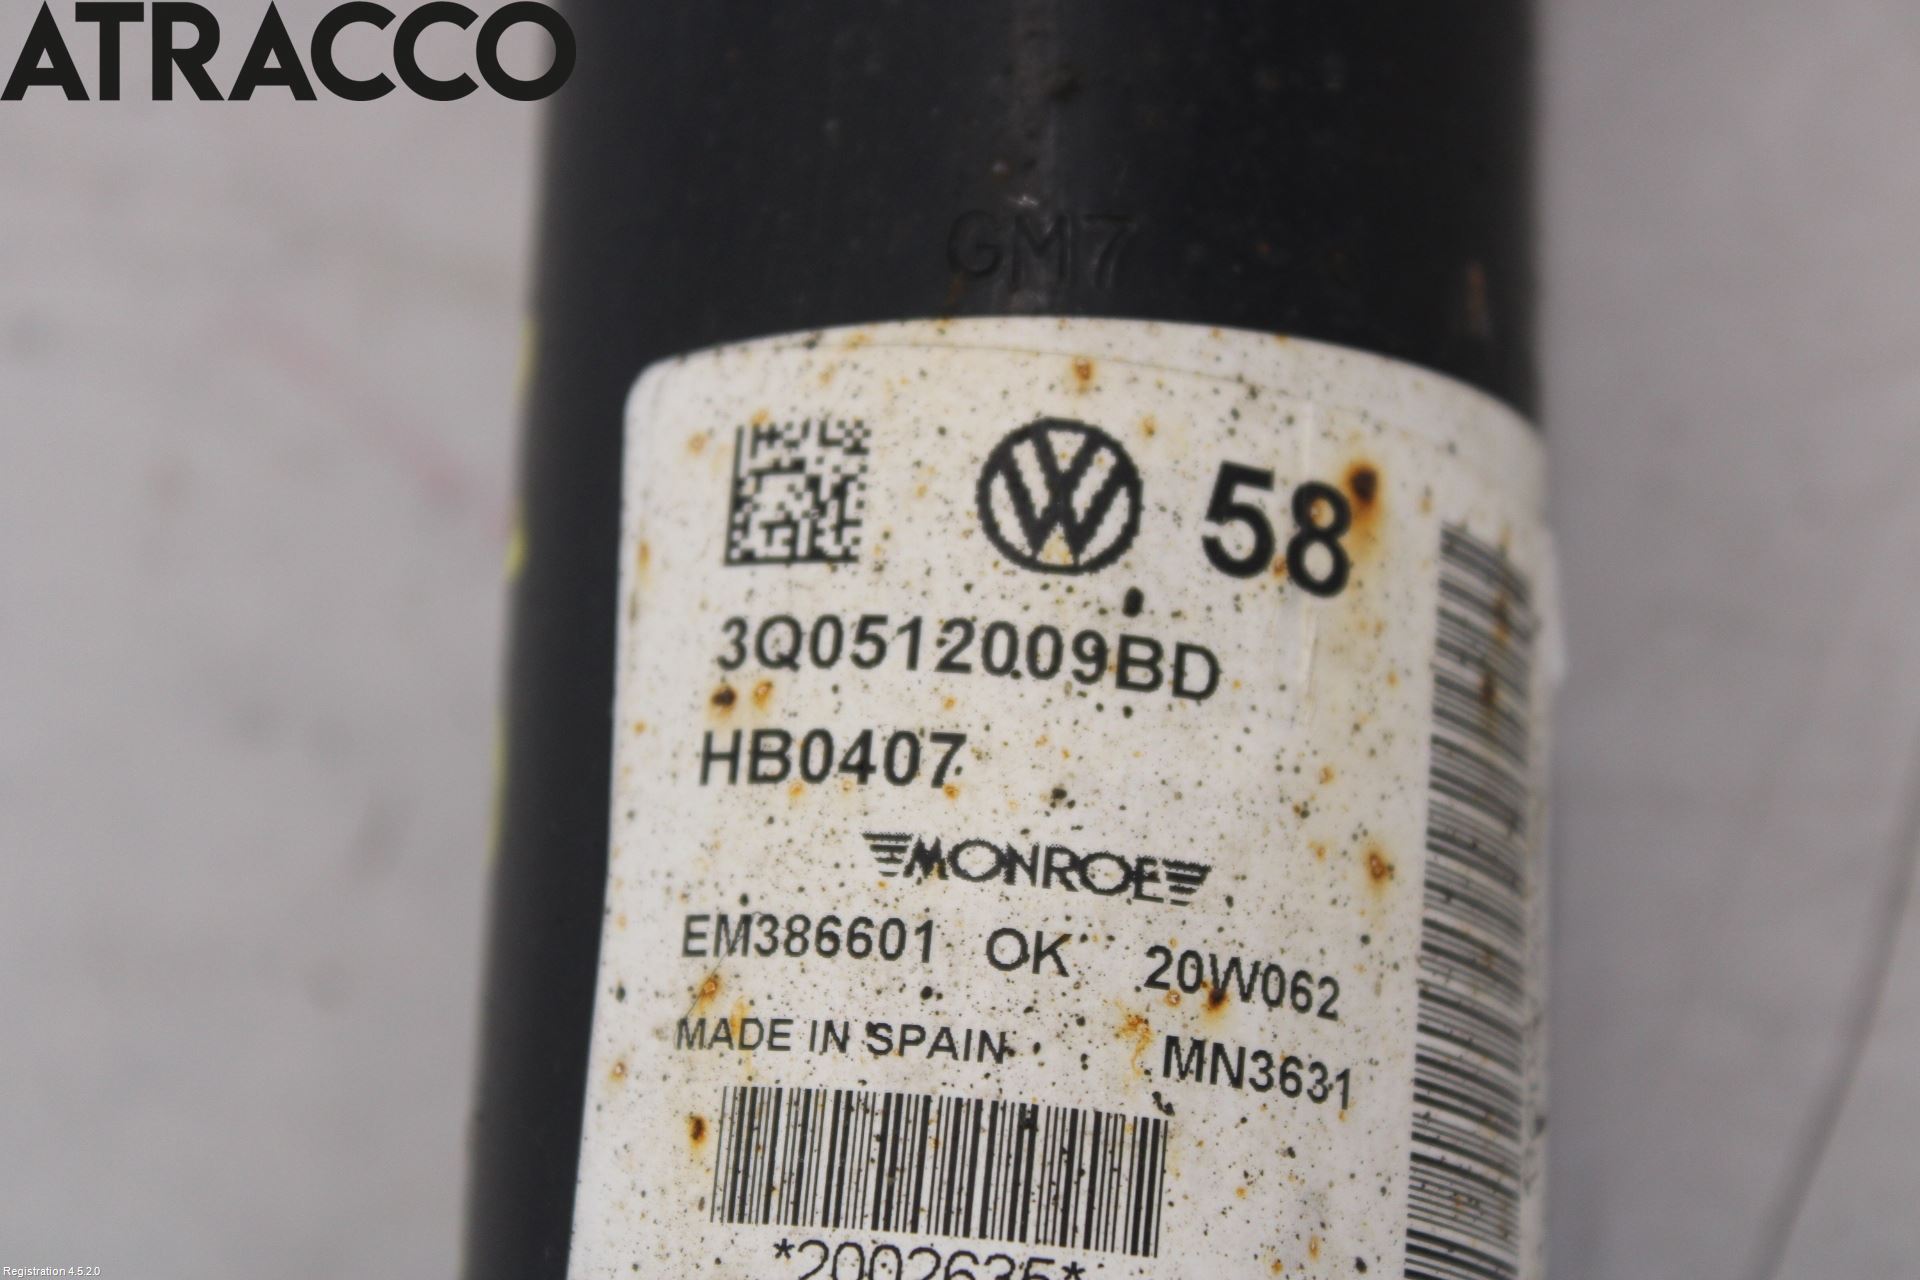 ATRACCO
GM7
58
3Q0512009BD
HB0407
MONROE
EM386601 OK 20W062
MADE IN SPAIN MN3631
*2002635*
Registration 4.5.2.0